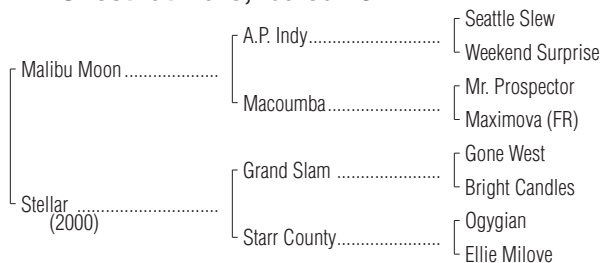 Seattle Slew
A.P. Indy
Weekend Surprise
Malibu Moon
Mr. Prospector
Macoumba
Maximova (FR)
Gone West
Grand Slam
Bright Candles
Stellar
(2000)
Ogygian
Starr County
Ellie Milove